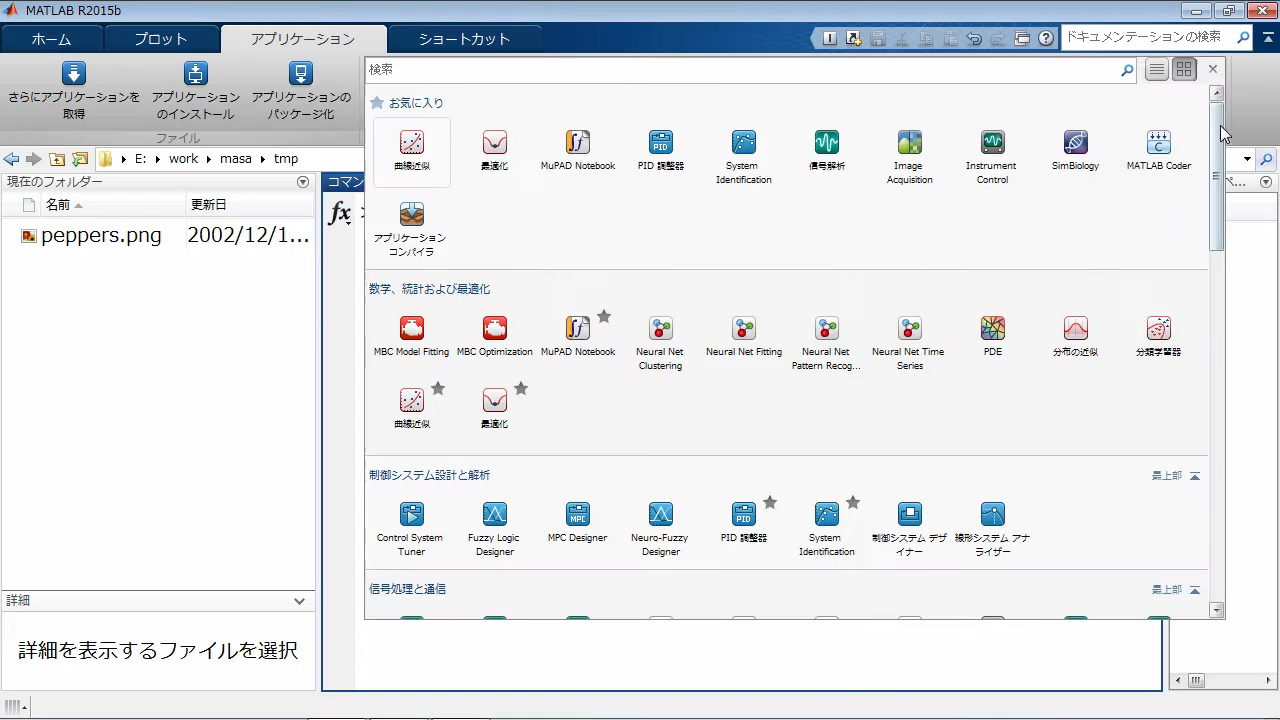 MATLAB R2015b
ホーム
プロット
アプリケーション
ショートカット
ドキュメンテーションの検索
さらにアプリケーションを
取得
アプリケーション
のインストール
アプリケーションの
パッケージ化
ファイル
検索
お気に入り
曲線近似
最適化
MuPAD Notebook
PID 調整器
System
Identification
信号解析
Image
Acquisition
Instrument
Control
SimBiology
MATLAB Coder
アプリケーション
コンパイラ
E:
work
masa
tmp
現在のフォルダー
名前
更新日
peppers.png
2002/12/1...
コマン
fx
数学、統計および最適化
MBC Model Fitting
MBC Optimization
MuPAD Notebook
Neural Net
Clustering
Neural Net Fitting
Neural Net
Pattern Recog...
Neural Net Time
Series
PDE
分布の近似
分類学習器
曲線近似
最適化
制御システム設計と解析
最上部
Control System
Tuner
Fuzzy Logic
Designer
MPC
MPC Designer
Neuro-Fuzzy
Designer
PID
PID 調整器
System
Identification
制御システム デザ
イナー
線形システム アナ
ライザー
信号処理と通信
最上部
詳細
詳細を表示するファイルを選択